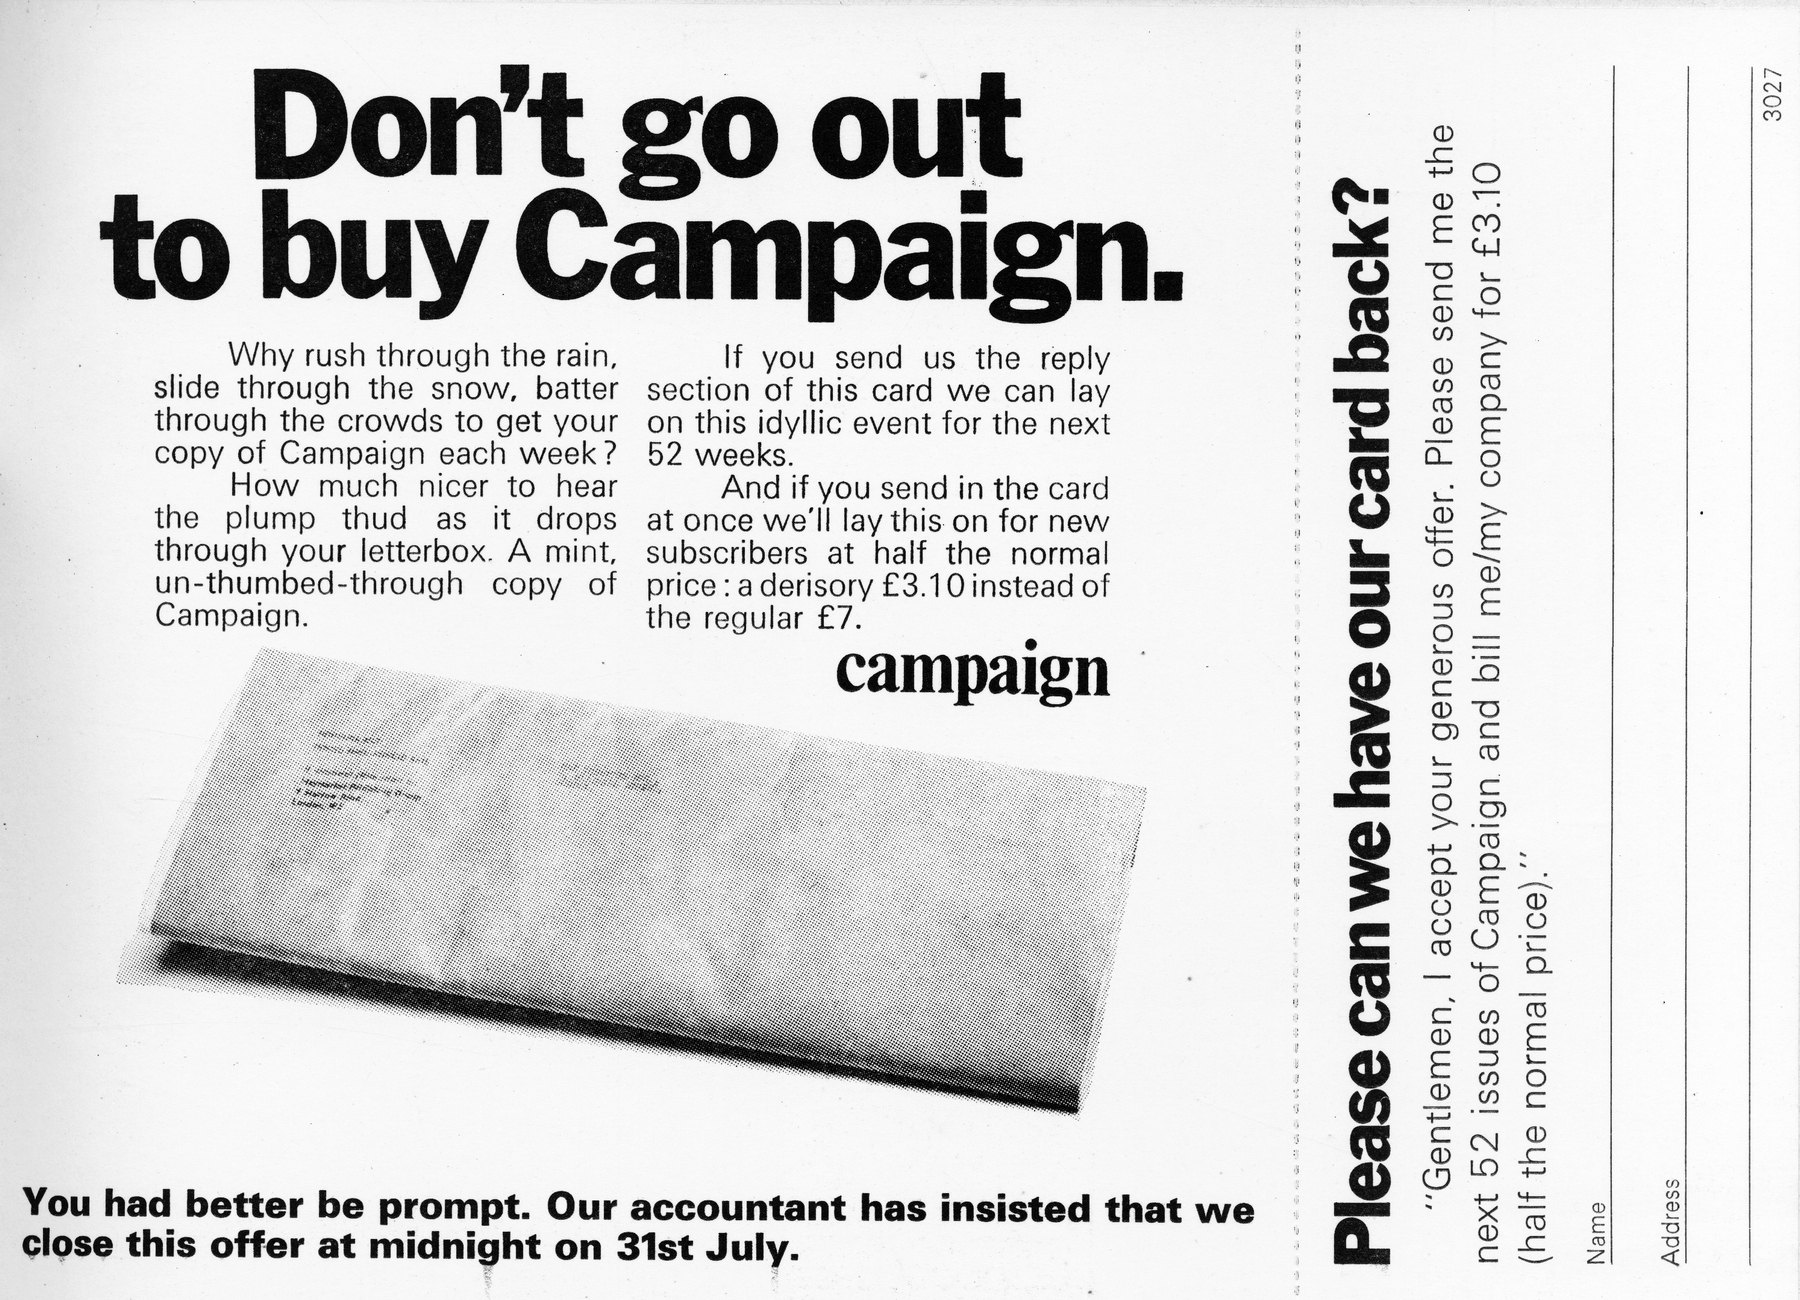 Don't go out
to buy Campaign.
Why rush through the rain,
slide through the snow, batter
through the crowds to get your
copy of Campaign each week?
How much nicer to hear
the plump thud as it drops
through your letterbox. A mint,
un-thumbed-through copy of
Campaign.
If you send us the reply
section of this card we can lay
on this idyllic event for the next
52 weeks.
And if you send in the card
at once we'll lay this on for new
subscribers at half the normal
price: a derisory £3.10 instead of
the regular £7.
campaign
Haymarket Publishing Group
London, W1
You had better be prompt. Our accountant has insisted that we
close this offer at midnight on 31st July.
Please can we have our card back?
"Gentlemen, I accept your generous offer. Please send me the
next 52 issues of Campaign and bill me/my company for £3.10
(half the normal price)."
Name
Address
3027